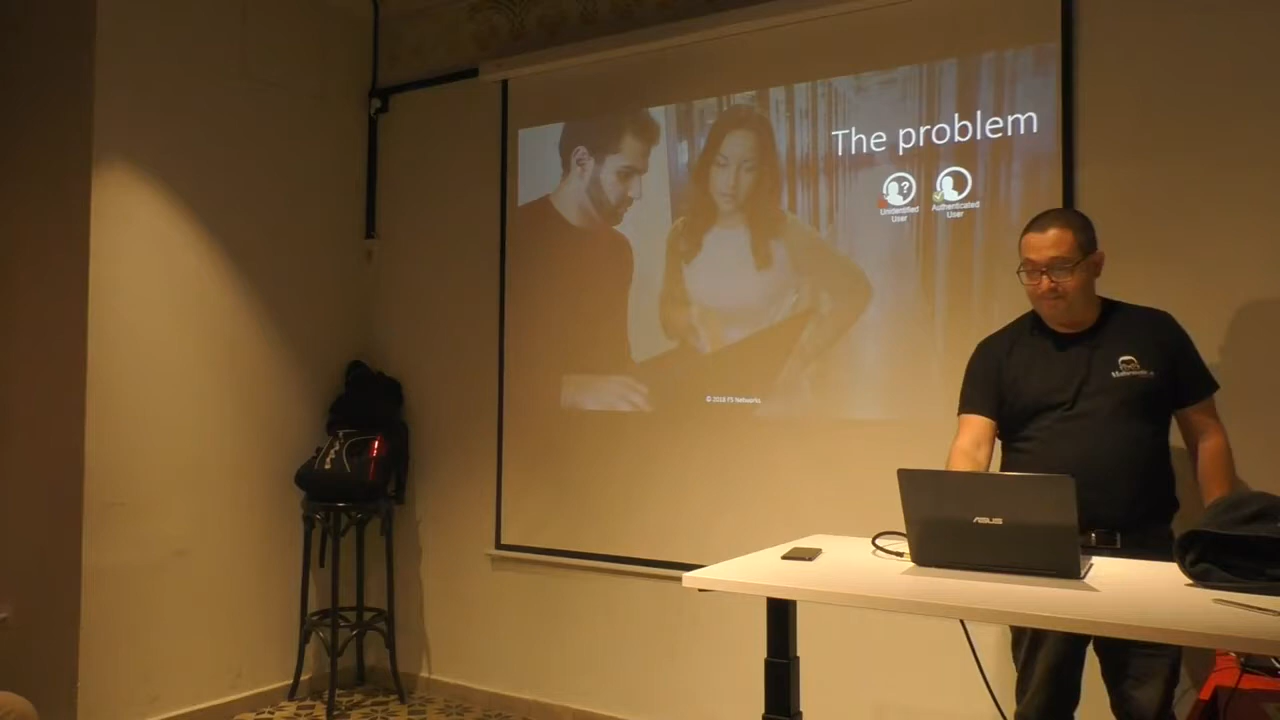 The problem
Unidentified
User
Authenticated
User
© 2018 F5 Networks
ASUS